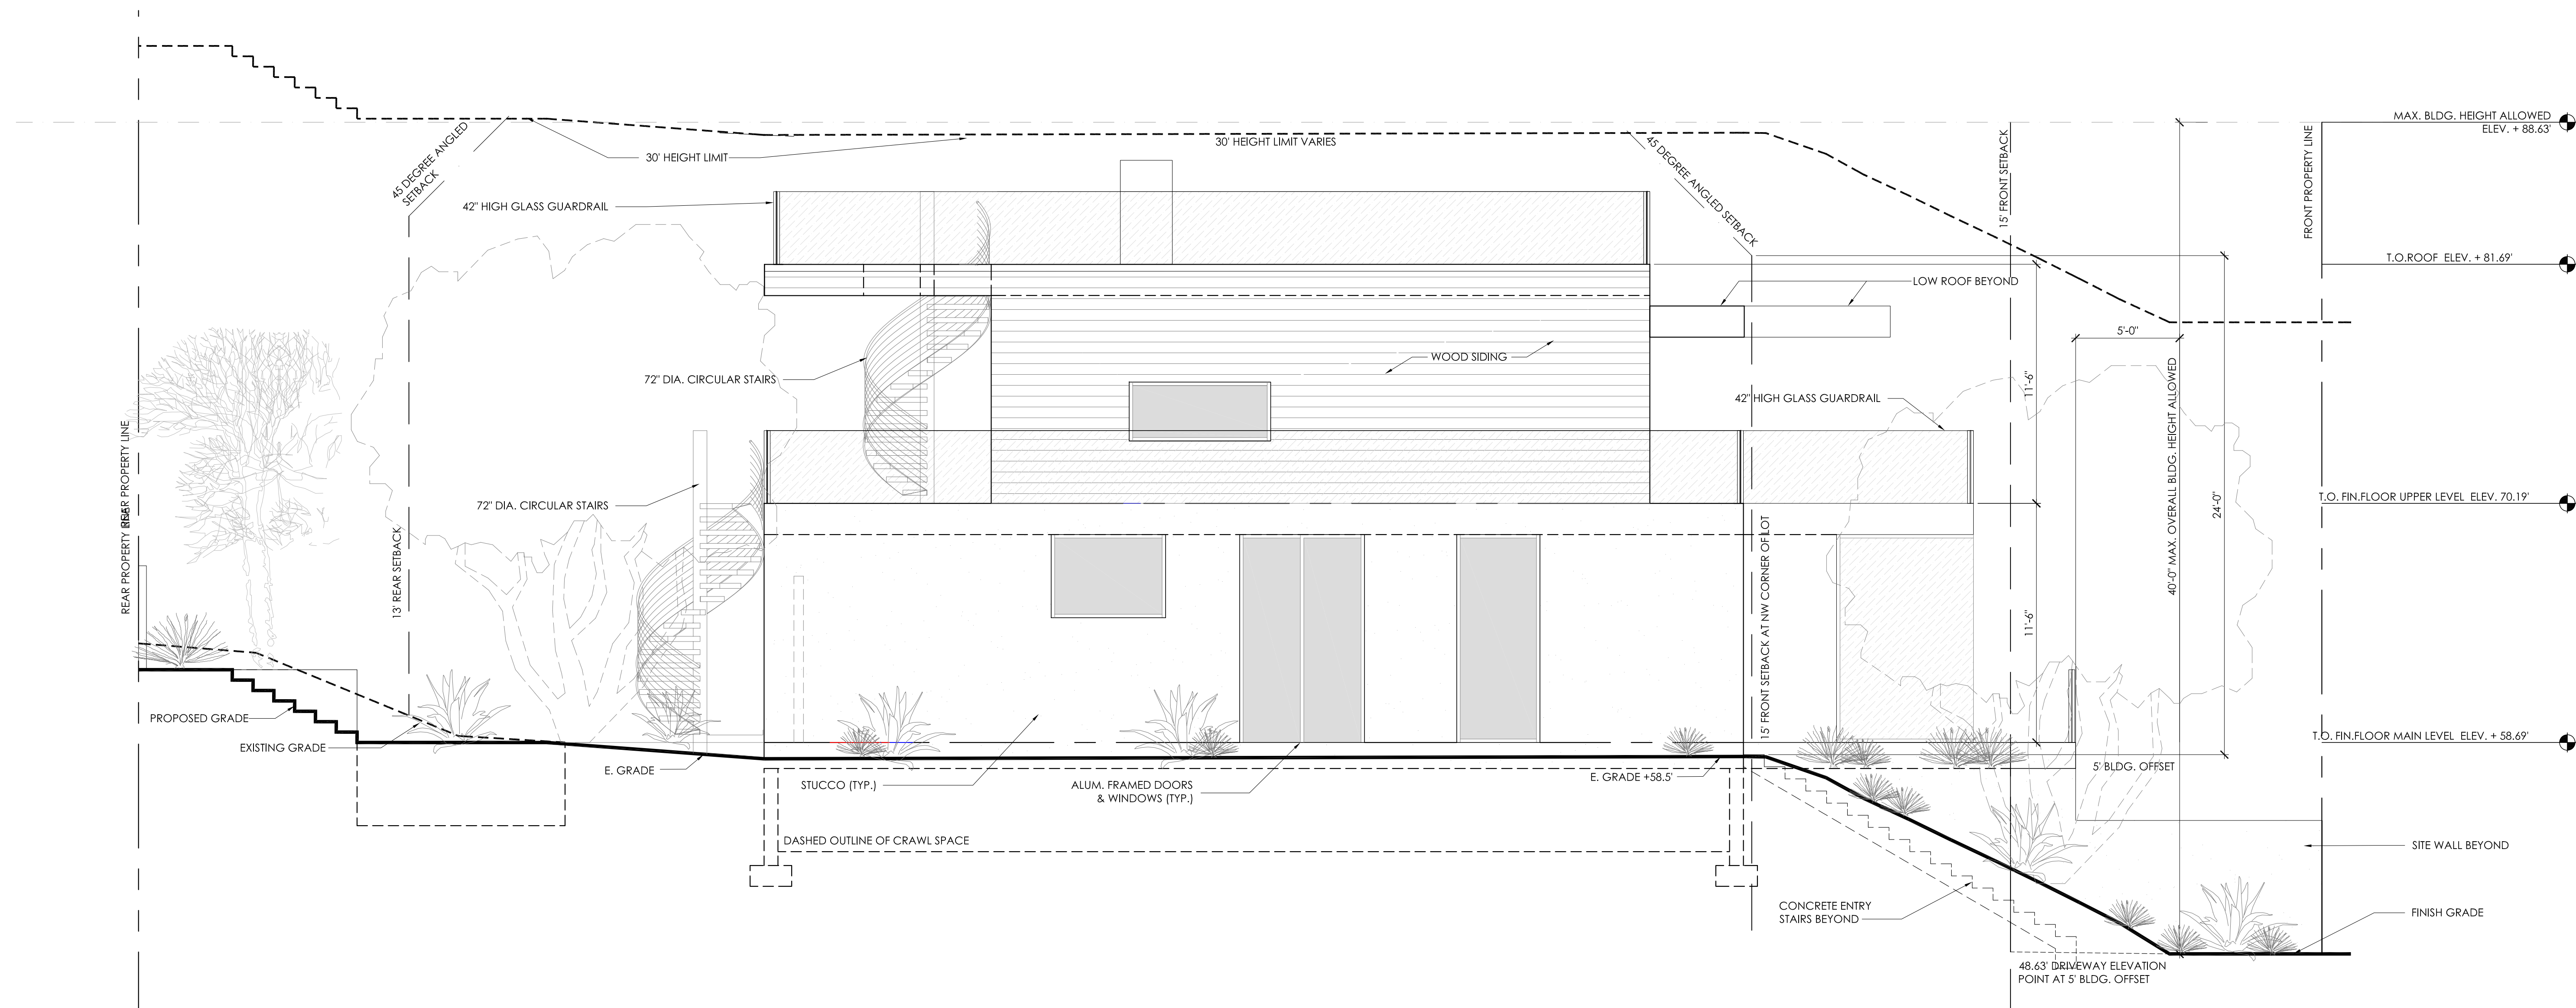 MAX. BLDG. HEIGHT ALLOWED
ELEV. + 88.63'
45 DEGREE ANGLED
SETBACK
30' HEIGHT LIMIT
30' HEIGHT LIMIT VARIES
45 DEGREE ANGLED SETBACK
15' FRONT SETBACK
FRONT PROPERTY LINE
42" HIGH GLASS GUARDRAIL
T.O.ROOF ELEV. + 81.69'
LOW ROOF BEYOND
5'-0"
WOOD SIDING
72" DIA. CIRCULAR STAIRS
42" HIGH GLASS GUARDRAIL
11'-6"
40'-0" MAX. OVERALL BLDG. HEIGHT ALLOWED
24'-0"
REAR PROPERTY LINE
REAR PROPERTY LINE
72" DIA. CIRCULAR STAIRS
T.O. FIN.FLOOR UPPER LEVEL ELEV. 70.19'
13' REAR SETBACK
15' FRONT SETBACK AT NW CORNER OF LOT
11'-6"
PROPOSED GRADE
EXISTING GRADE
T.O. FIN.FLOOR MAIN LEVEL ELEV. + 58.69'
E. GRADE
STUCCO (TYP.)
ALUM. FRAMED DOORS
& WINDOWS (TYP.)
E. GRADE +58.5'
5' BLDG. OFFSET
DASHED OUTLINE OF CRAWL SPACE
SITE WALL BEYOND
CONCRETE ENTRY
STAIRS BEYOND
FINISH GRADE
48.63' DRIVEWAY ELEVATION
POINT AT 5' BLDG. OFFSET